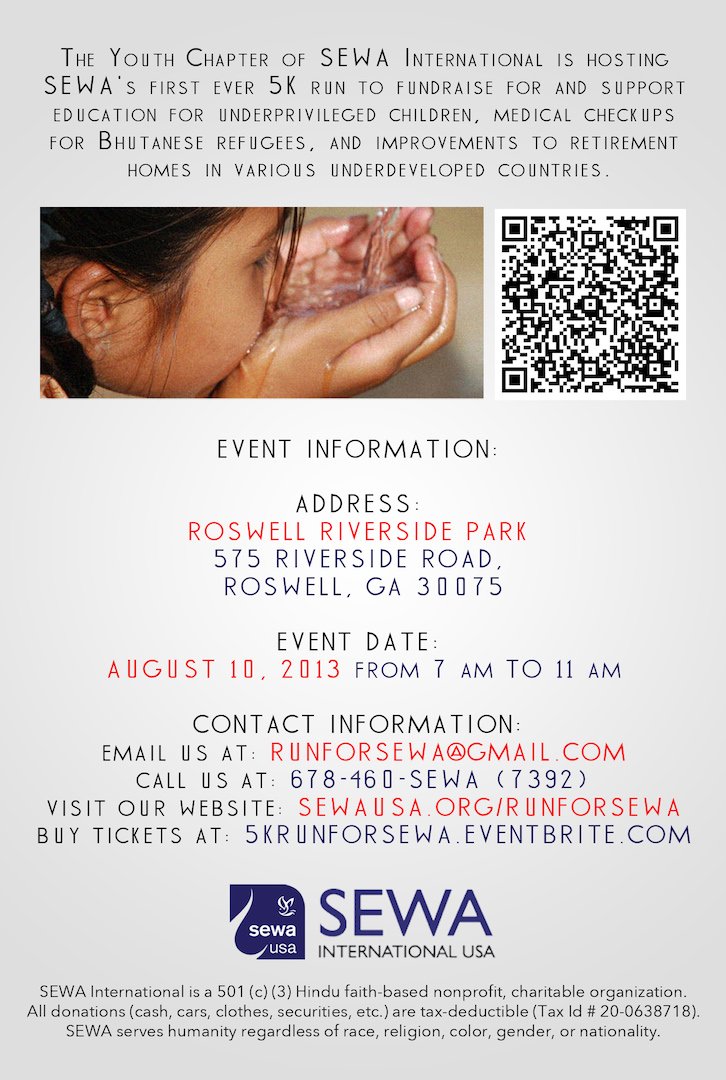 The Youth Chapter of SEWA International is hosting
SEWA's first ever 5K run to fundraise for and support
education for underprivileged children, medical checkups
for Bhutanese refugees, and improvements to retirement
homes in various underdeveloped countries.
EVENT INFORMATION:
ADDRESS:
ROSWELL RIVERSIDE PARK
575 RIVERSIDE ROAD,
ROSWELL, GA 30075
EVENT DATE:
AUGUST 10, 2013 FROM 7 AM TO 11 AM
CONTACT INFORMATION:
EMAIL US AT: RUNFORSEWA@GMAIL.COM
CALL US AT: 678-460-SEWA (7392)
VISIT OUR WEBSITE: SEWAUSA.ORG/RUNFORSEWA
BUY TICKETS AT: 5KRUNFORSEWA.EVENTBRITE.COM
sewa
usa
SEWA
INTERNATIONAL USA
SEWA International is a 501 (c) (3) Hindu faith-based nonprofit, charitable organization.
All donations (cash, cars, clothes, securities, etc.) are tax-deductible (Tax Id # 20-0638718).
SEWA serves humanity regardless of race, religion, color, gender, or nationality.